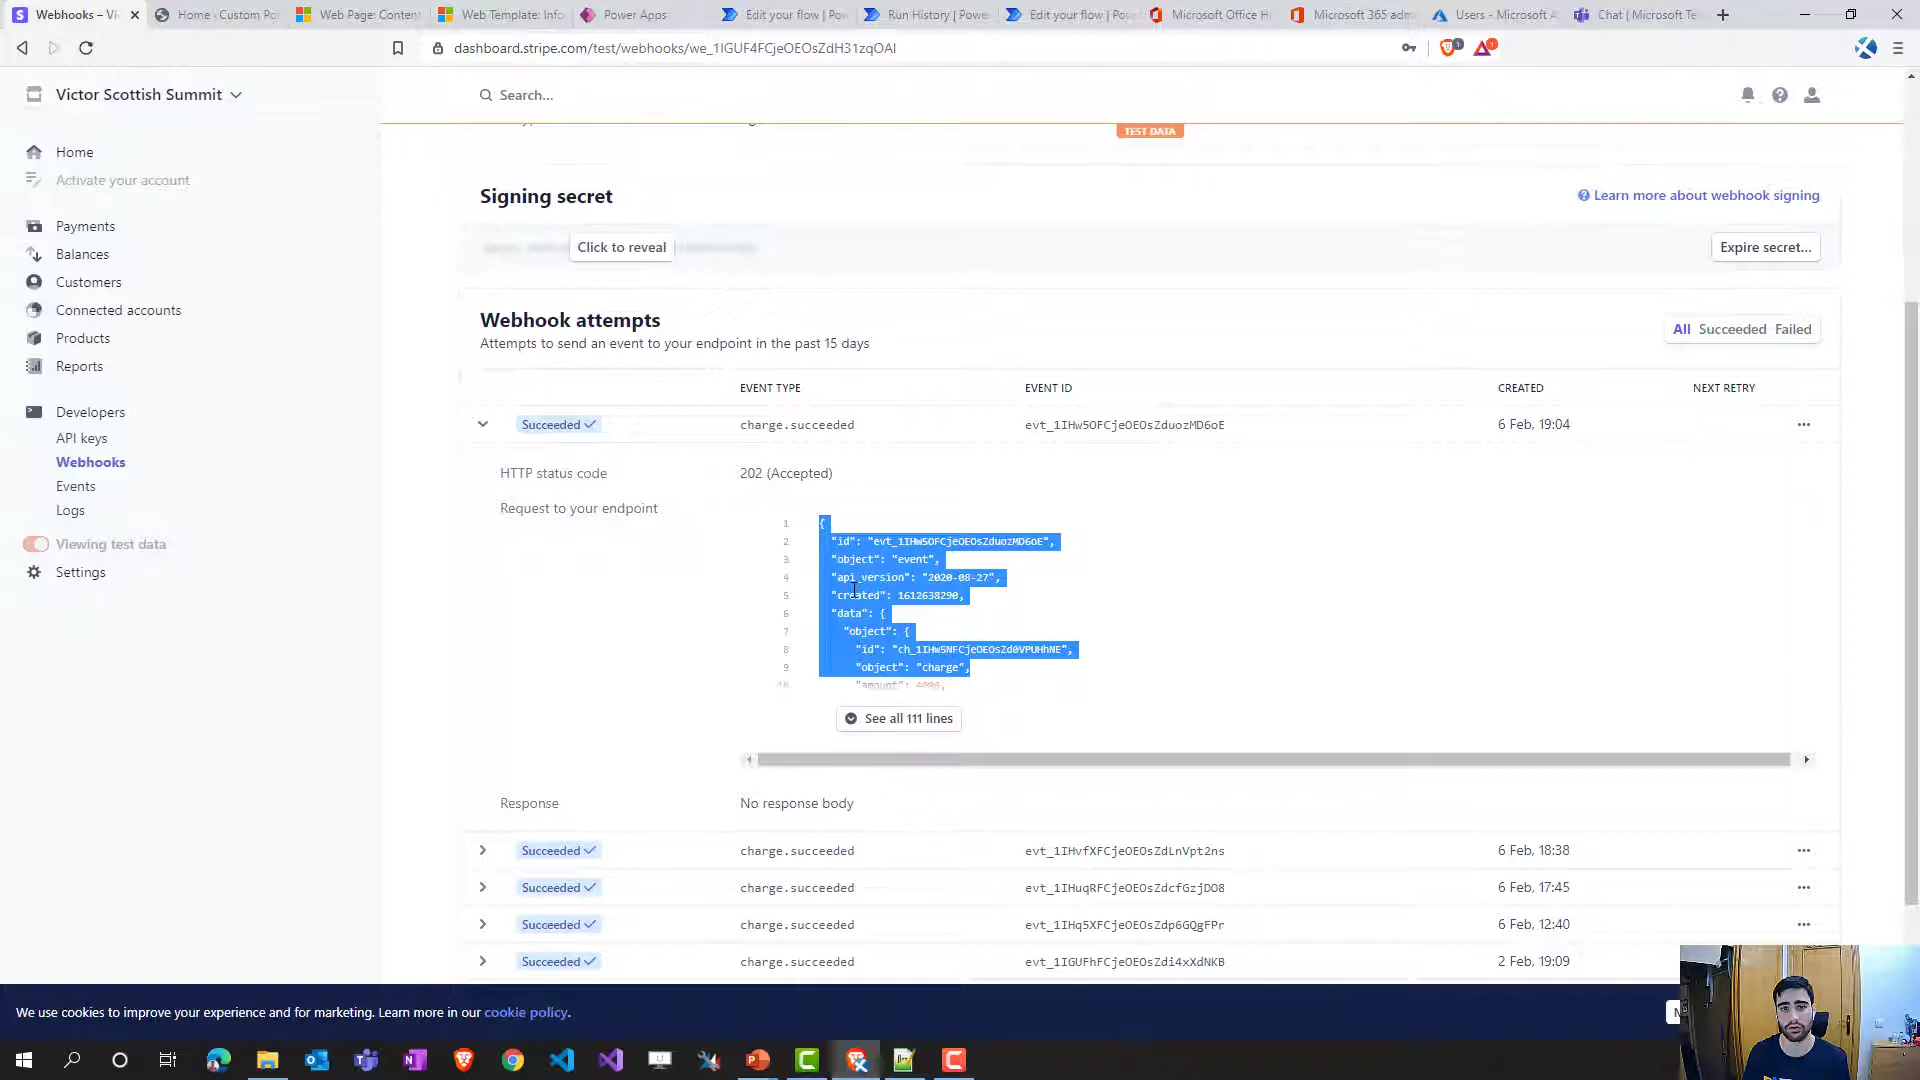 Webhooks – Vi
Home · Custom Po
Web Page: Content
Web Template: Info
Power Apps
Edit your flow | Pow
Run History | Powe
Edit your flow | Pow
Microsoft Office H
Microsoft 365 adm
Users - Microsoft A
Chat | Microsoft Te
dashboard.stripe.com/test/webhooks/we_1IGUF4FCjeOEOsZdH31zqOAI
Victor Scottish Summit
Search...
TEST DATA
Home
Activate your account
Payments
Balances
Customers
Connected accounts
Products
Reports
Developers
API keys
Webhooks
Events
Logs
Viewing test data
Settings
Signing secret
Learn more about webhook signing
Click to reveal
Expire secret...
Webhook attempts
Attempts to send an event to your endpoint in the past 15 days
All Succeeded Failed
EVENT TYPE EVENT ID CREATED NEXT RETRY
Succeeded charge.succeeded evt_1IHw5OFCjeOEOsZduozMD6oE 6 Feb, 19:04
HTTP status code 202 (Accepted)
Request to your endpoint
1 {
2 "id": "evt_1IHw5OFCjeOEOsZduozMD6oE",
3 "object": "event",
4 "api_version": "2020-08-27",
5 "created": 1612638290,
6 "data": {
7 "object": {
8 "id": "ch_1IHw5NFCjeOEOsZd0VPUHhNE",
9 "object": "charge",
10 "amount":
See all 111 lines
Response No response body
Succeeded charge.succeeded evt_1IHvfXFCjeOEOsZdLnVpt2ns 6 Feb, 18:38
Succeeded charge.succeeded evt_1IHuqRFCjeOEOsZdcfGzjDO8 6 Feb, 17:45
Succeeded charge.succeeded evt_1IHq5XFCjeOEOsZdp6GQgFPr 6 Feb, 12:40
Succeeded charge.succeeded evt_1IGUFhFCjeOEOsZdi4xXdNKB 2 Feb, 19:09
We use cookies to improve your experience and for marketing. Learn more in our cookie policy.